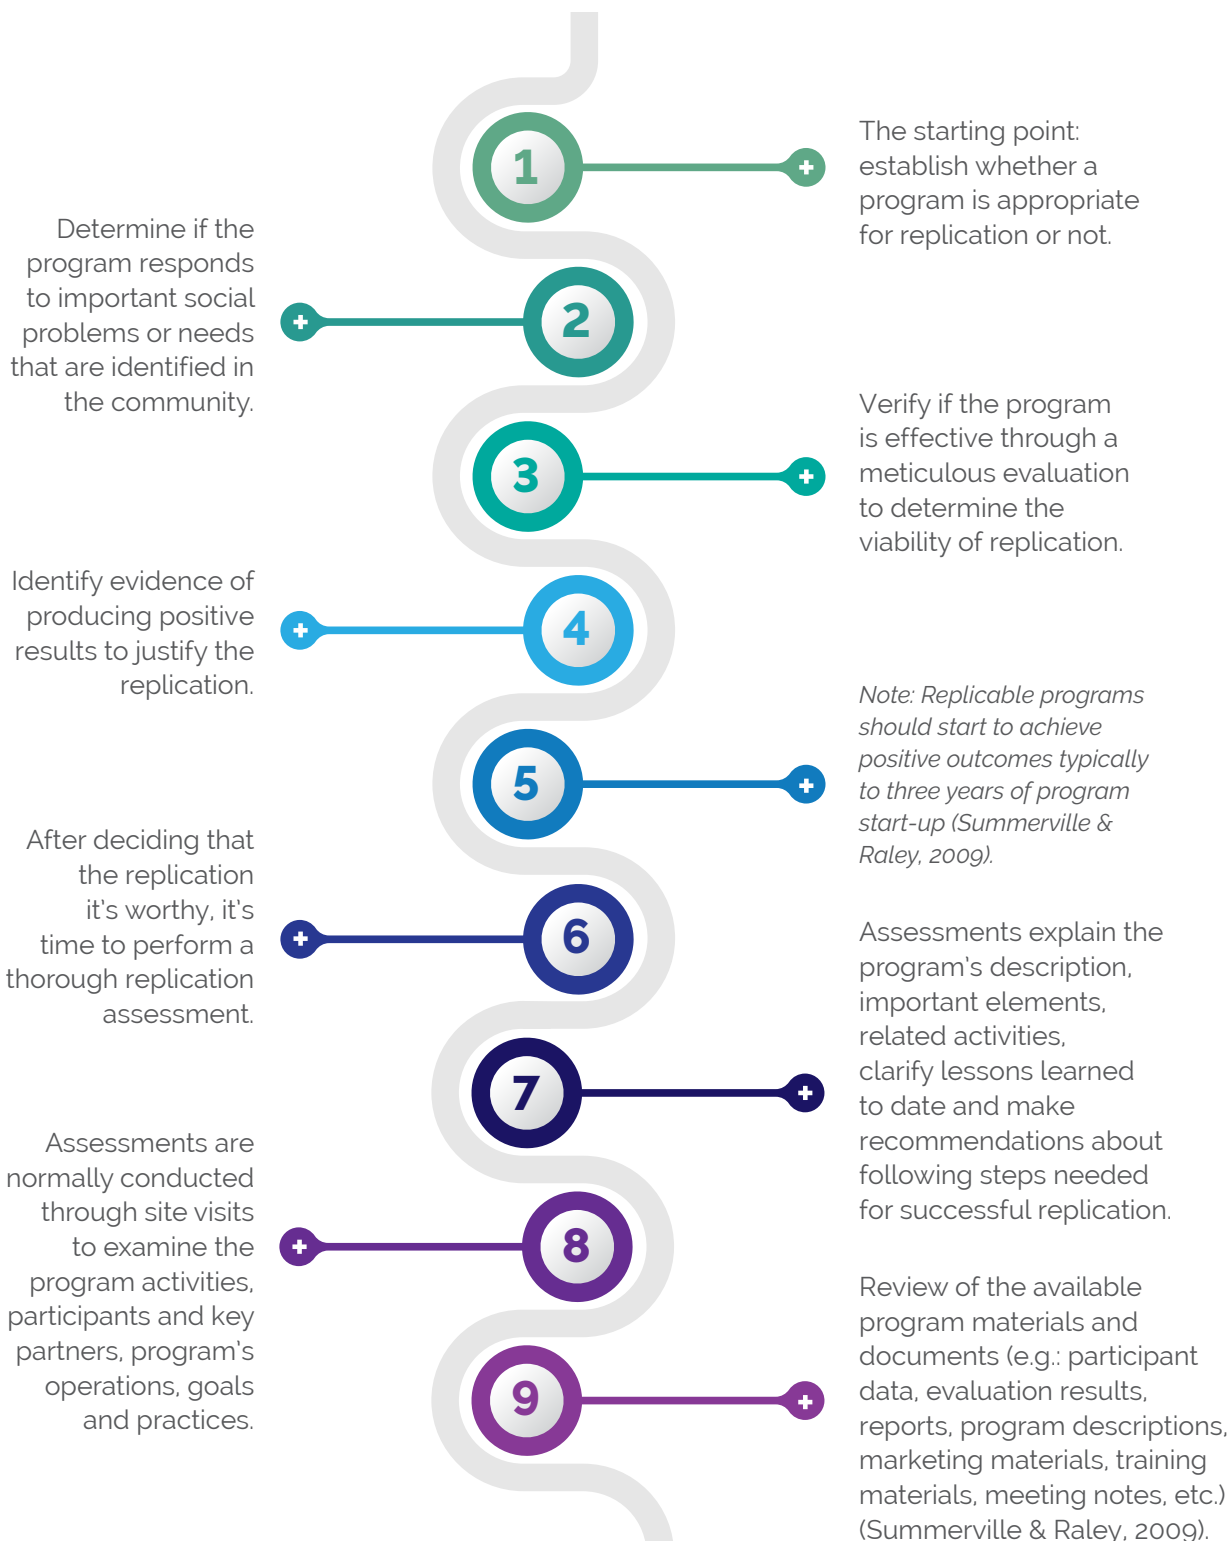 1
The starting point:
establish whether a
program is appropriate
for replication or not.
Determine if the
program responds
to important social
problems or needs
that are identified in
the community.
2
3
Verify if the program
is effective through a
meticulous evaluation
to determine the
viability of replication.
Identify evidence of
producing positive
results to justify the
replication.
4
5
Note: Replicable programs
should start to achieve
positive outcomes typically
to three years of program
start-up (Summerville &
Raley, 2009).
After deciding that
the replication
it's worthy, it's
time to perform a
thorough replication
assessment.
6
7
Assessments explain the
program's description,
important elements,
related activities,
clarify lessons learned
to date and make
recommendations about
following steps needed
for successful replication.
Assessments are
normally conducted
through site visits
to examine the
program activities,
participants and key
partners, program's
operations, goals
and practices.
8
9
Review of the available
program materials and
documents (e.g.: participant
data, evaluation results,
reports, program descriptions,
marketing materials, training
materials, meeting notes, etc.)
(Summerville & Raley, 2009).